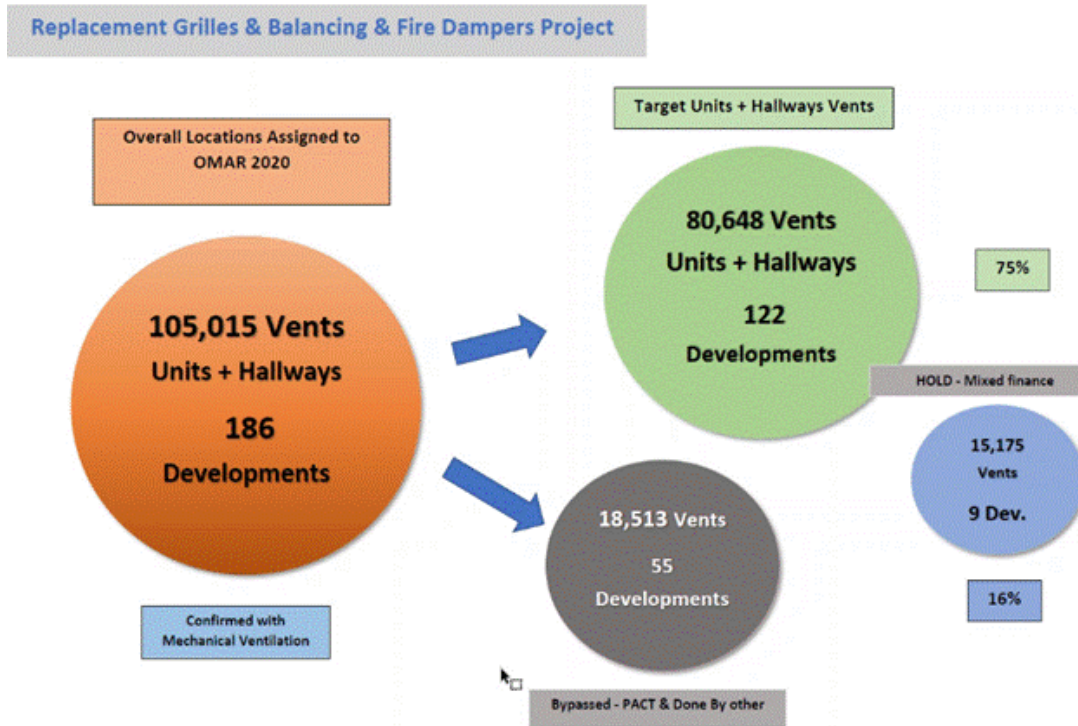 Replacement Grilles & Balancing & Fire Dampers Project
Overall Locations Assigned to
OMAR 2020
105,015 Vents
Units + Hallways
186
Developments
Confirmed with
Mechanical Ventilation
Target Units + Hallways Vents
80,648 Vents
Units + Hallways
122
Developments
75%
HOLD - Mixed finance
15,175
Vents
9 Dev.
16%
18,513 Vents
55
Developments
Bypassed - PACT & Done By other